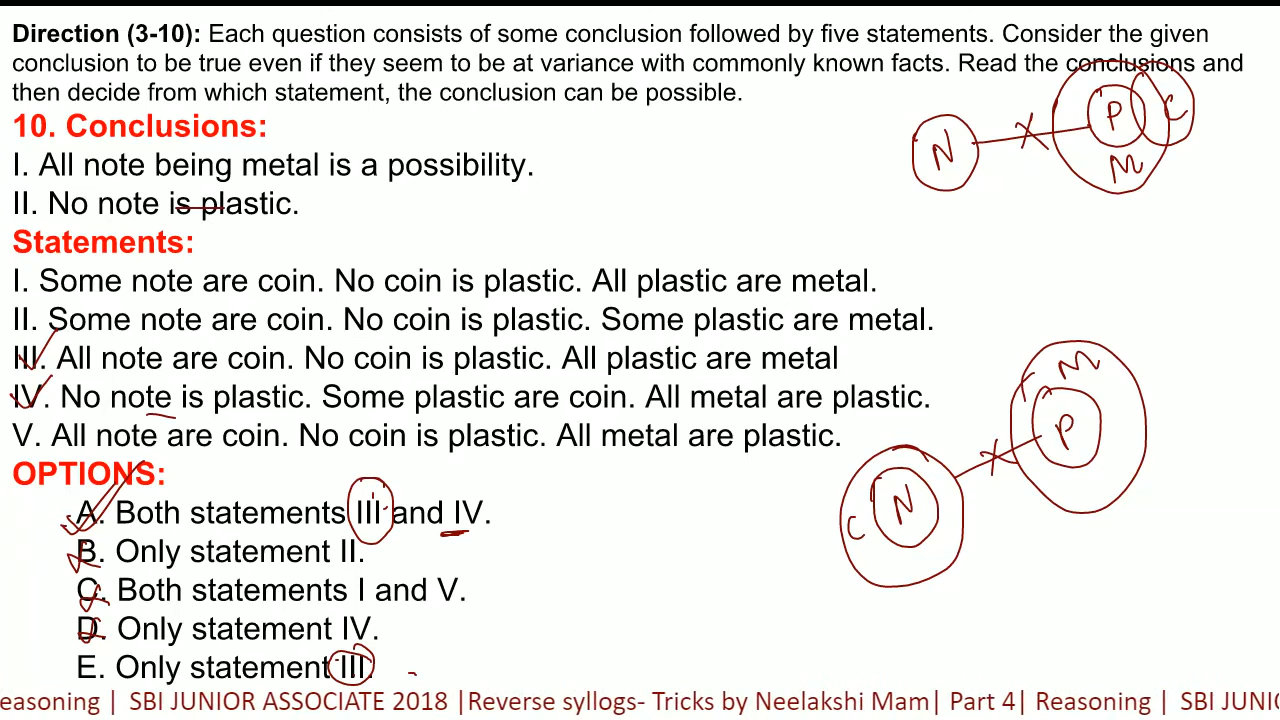 Direction (3-10): Each question consists of some conclusion followed by five statements. Consider the given
conclusion to be true even if they seem to be at variance with commonly known facts. Read the conclusions and
then decide from which statement, the conclusion can be possible.
10. Conclusions:
I. All note being metal is a possibility.
II. No note is plastic.
N P C
M
Statements:
I. Some note are coin. No coin is plastic. All plastic are metal.
II. Some note are coin. No coin is plastic. Some plastic are metal.
III. All note are coin. No coin is plastic. All plastic are metal
IV. No note is plastic. Some plastic are coin. All metal are plastic.
V. All note are coin. No coin is plastic. All metal are plastic.
M
P
N
C
OPTIONS:
A. Both statements III and IV.
B. Only statement II.
C. Both statements I and V.
D. Only statement IV.
E. Only statement III.
easoning | SBI JUNIOR ASSOCIATE 2018 |Reverse syllogs- Tricks by Neelakshi Mam| Part 4| Reasoning | SBI JUNIO